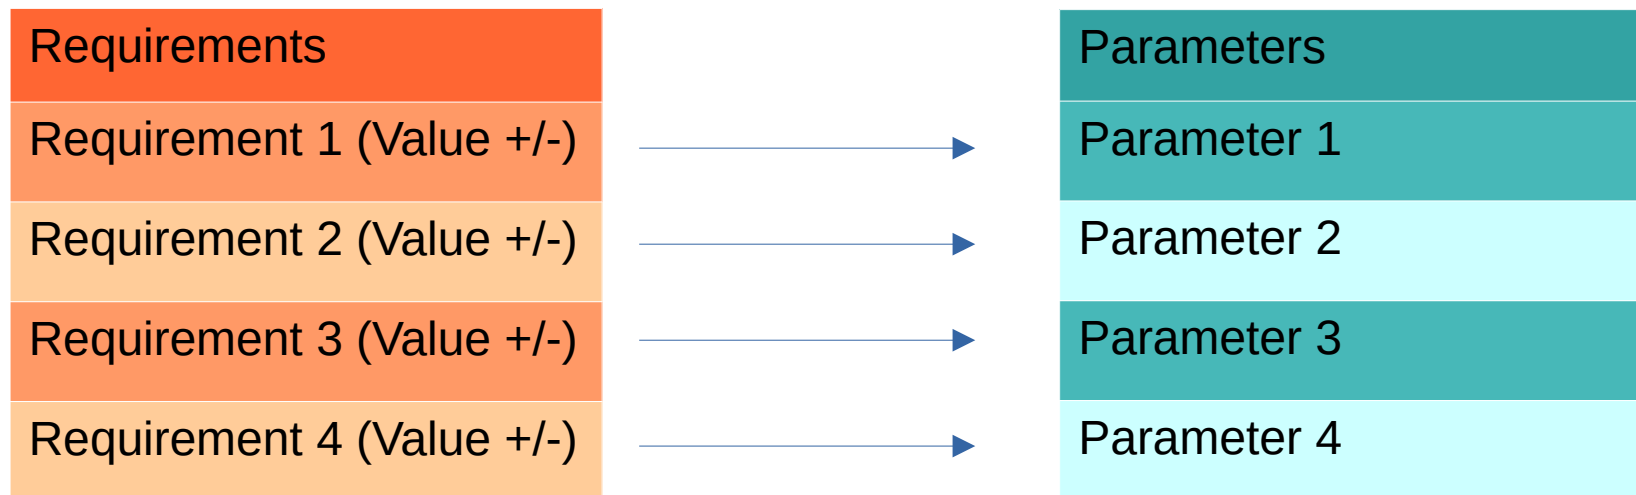 Requirements
Requirement 1 (Value +/-)
Requirement 2 (Value +/-)
Requirement 3 (Value +/-)
Requirement 4 (Value +/-)
Parameters
Parameter 1
Parameter 2
Parameter 3
Parameter 4